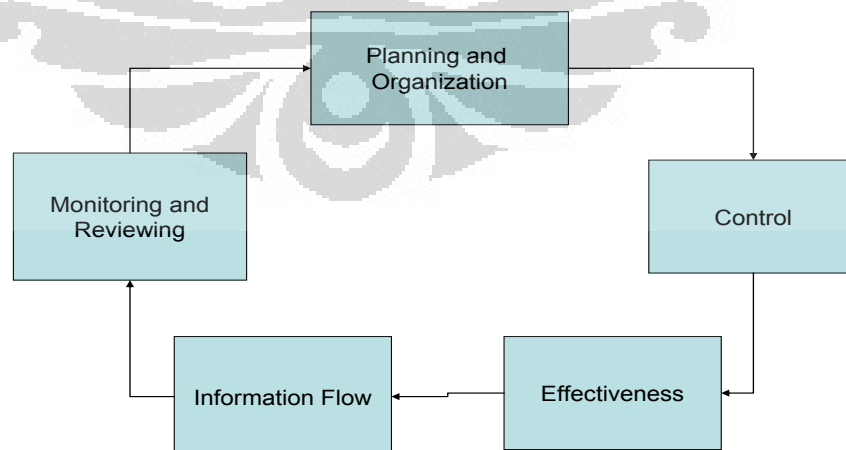 Planning and
Organization
Control
Effectiveness
Information Flow
Monitoring and
Reviewing